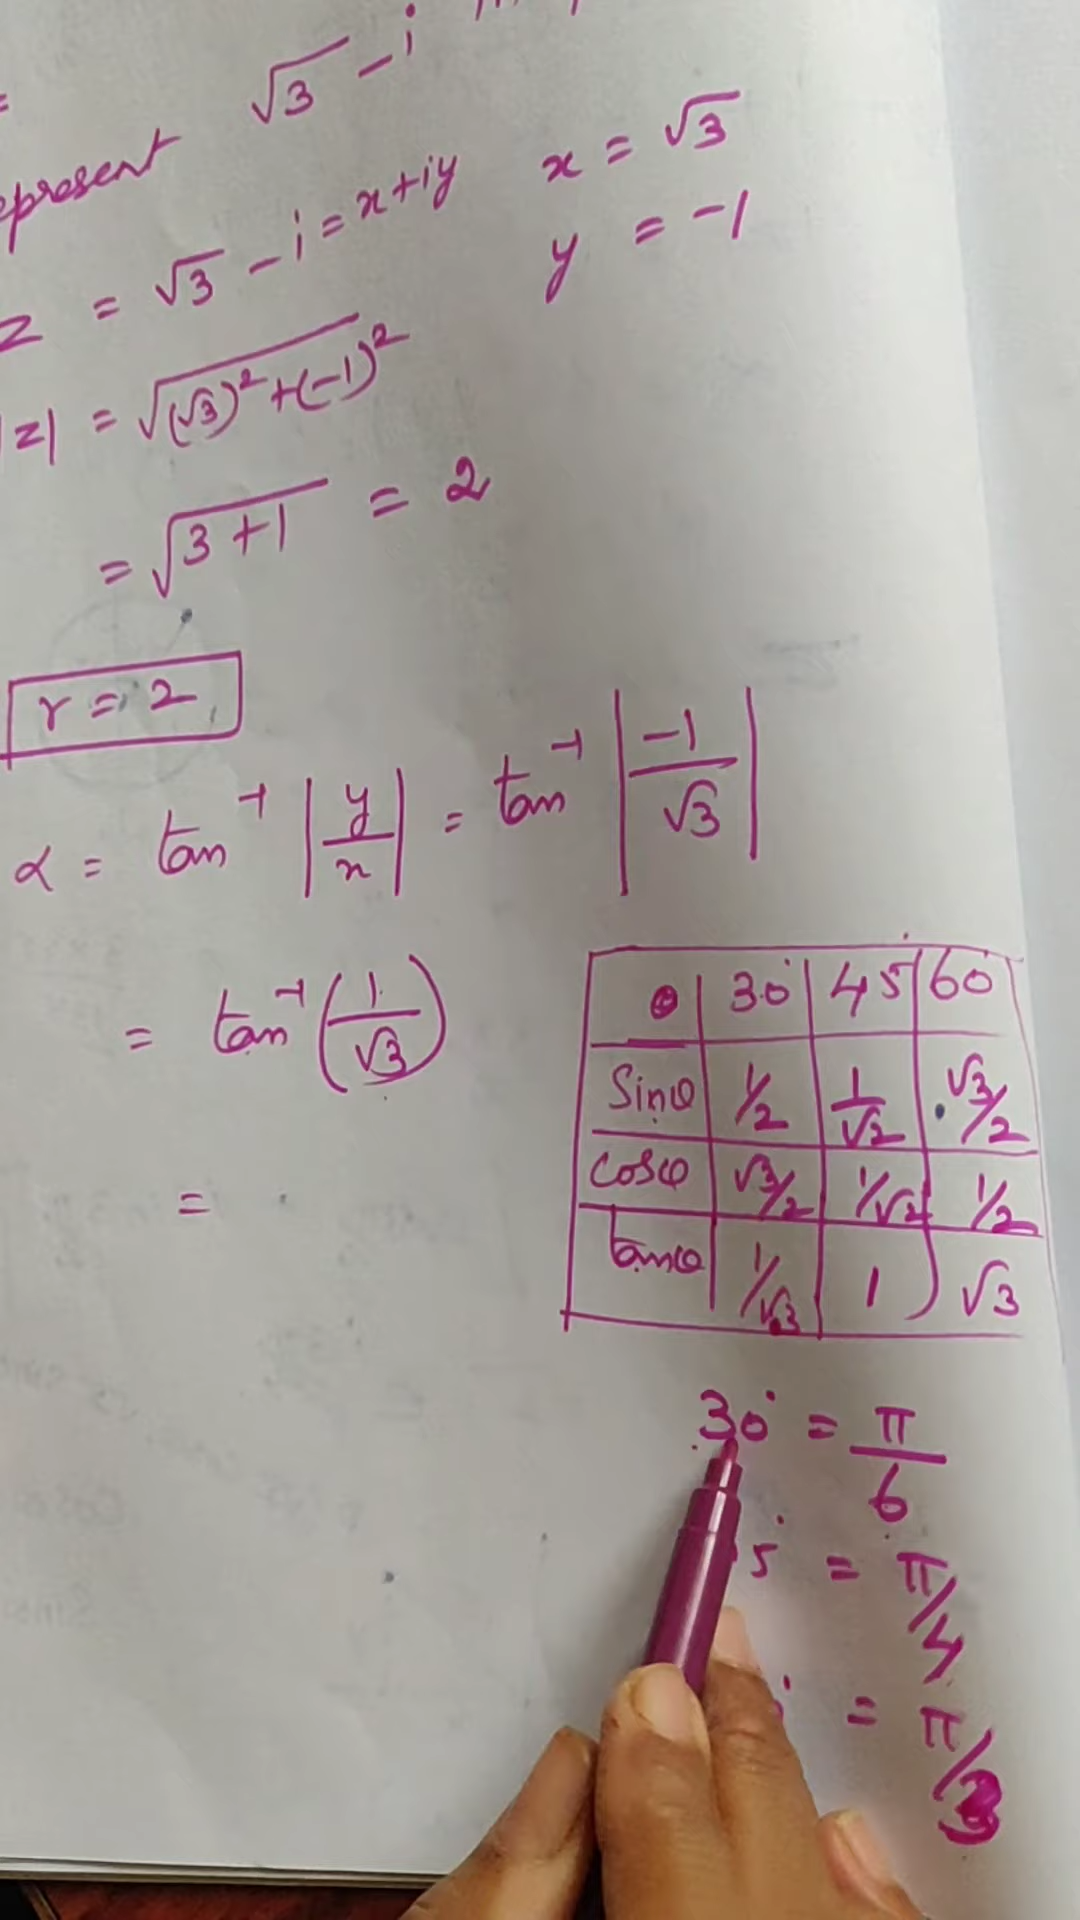 √3 - i
represent
z = √3 - i = x+iy
x = √3
y = -1
|z| = √(√3)² + (-1)²
= √3+1 = 2
r = 2
α = tan⁻¹ |y/x| = tan⁻¹ |-1/√3|
= tan⁻¹ (1/√3)
=
θ 30° 45 60°
Sinθ 1/2 1/√2 √3/2
cosθ √3/2 1/√2 1/2
tanθ 1/√3 1 √3
30° = π/6
5° = π/4
= π/3